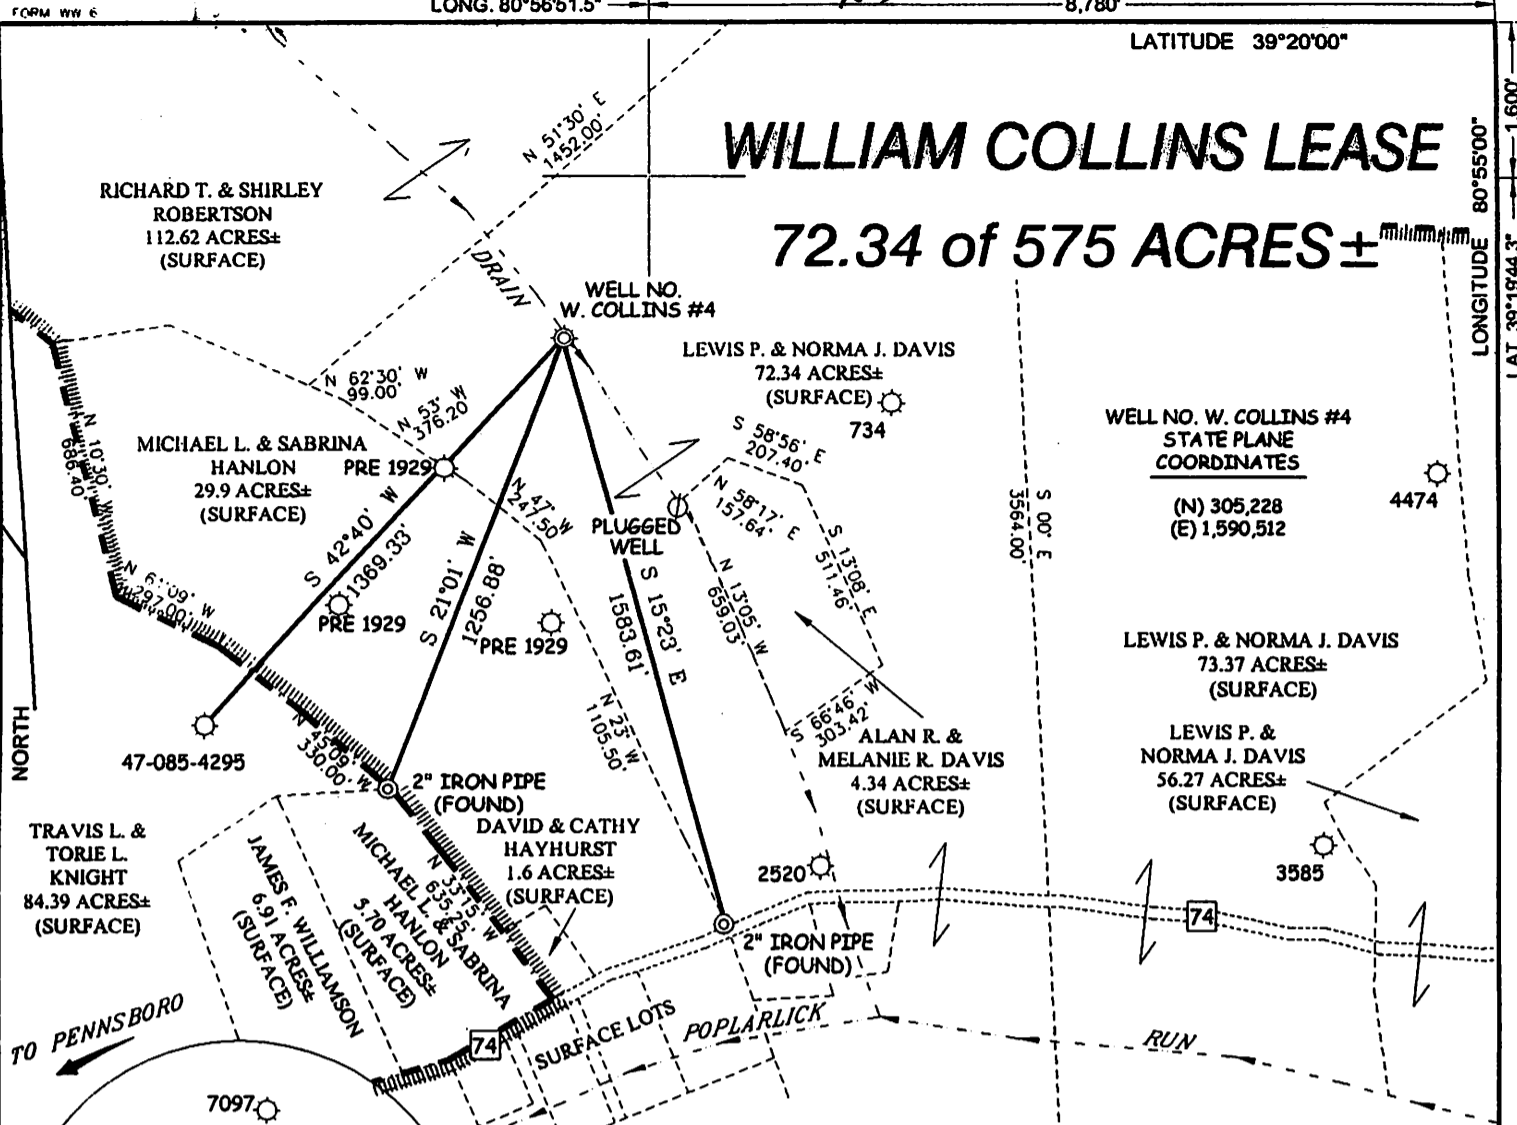 FORM WW 6
LONG. 80°56'51.5"
8,780'
LATITUDE 39°20'00"
1,600'
LONGITUDE 80°55'00"
LAT. 39°19'44.3"
WILLIAM COLLINS LEASE
72.34 of 575 ACRES±
N 51°30' E
1452.00'
RICHARD T. & SHIRLEY
ROBERTSON
112.62 ACRES±
(SURFACE)
DRAIN
WELL NO.
W. COLLINS #4
LEWIS P. & NORMA J. DAVIS
72.34 ACRES±
(SURFACE)
734
N 62°30' W
99.00'
N 53° W
376.20
WELL NO. W. COLLINS #4
STATE PLANE
COORDINATES
(N) 305,228
(E) 1,590,512
4474
N 10°30' W
686.40'
MICHAEL L. & SABRINA
HANLON
29.9 ACRES±
(SURFACE)
PRE 1929
S 58°56' E
207.40'
N 58°17' E
157.64'
N 47° W
247.50'
PLUGGED
WELL
S 00° E
3564.00'
S 13°08' E
511.46'
S 42°40' W
1369.33'
S 21°01' W
1256.88'
S 15°23' E
1583.61'
N 13°05' W
659.03'
297.00'
PRE 1929
PRE 1929
LEWIS P. & NORMA J. DAVIS
73.37 ACRES±
(SURFACE)
N 23° W
1105.50'
S 66°46' W
303.42'
NORTH
47-085-4295
N 45°09' W
330.00'
ALAN R. &
MELANIE R. DAVIS
4.34 ACRES±
(SURFACE)
LEWIS P. &
NORMA J. DAVIS
56.27 ACRES±
(SURFACE)
2" IRON PIPE
(FOUND)
TRAVIS L. &
TORIE L.
KNIGHT
84.39 ACRES±
(SURFACE)
JAMES F. WILLIAMSON
6.91 ACRES±
(SURFACE)
MICHAEL L. & SABRINA
HANLON
5.70 ACRES±
(SURFACE)
N 33°15' W
635.25'
DAVID & CATHY
HAYHURST
1.6 ACRES±
(SURFACE)
2520
3585
74
2" IRON PIPE
(FOUND)
TO PENNSBORO
74
SURFACE LOTS
POPLARLICK
RUN
7097